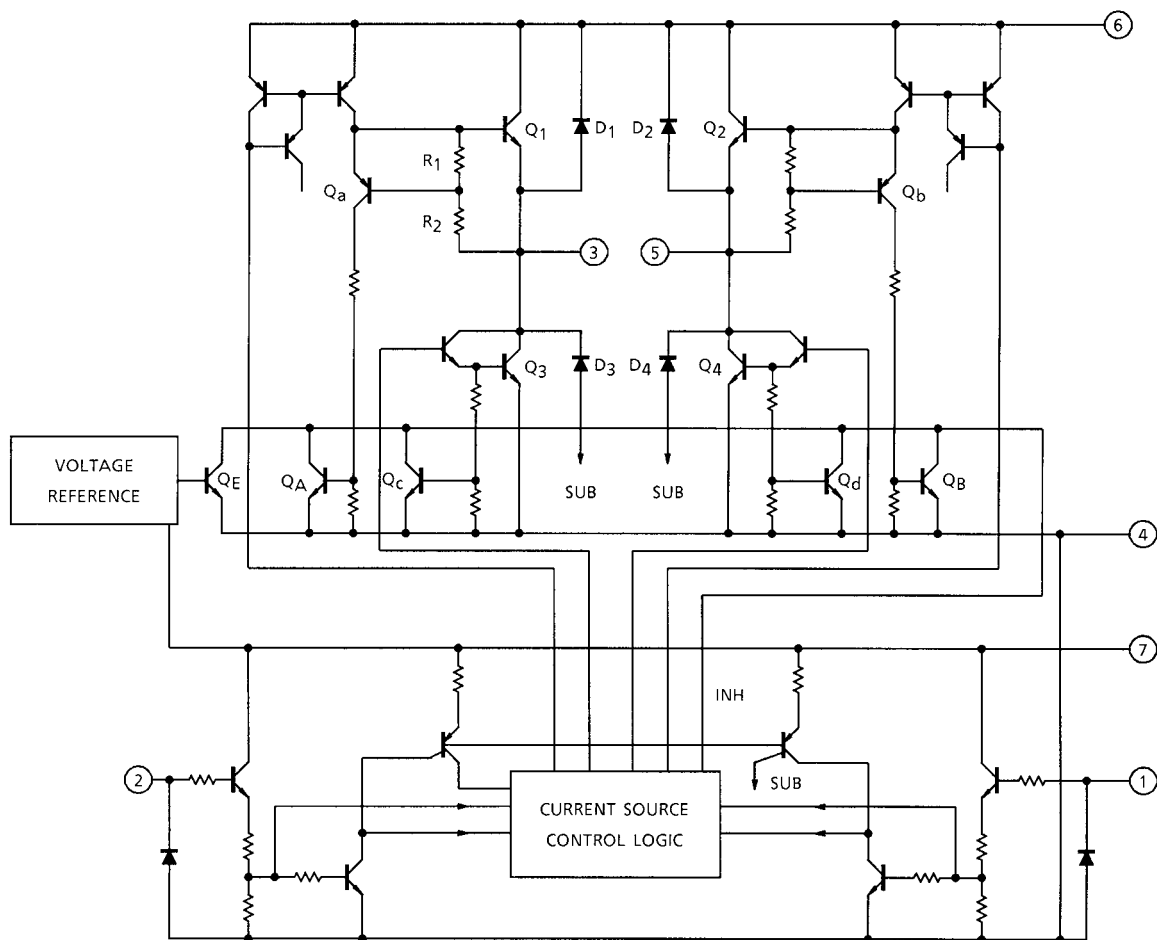 6
Q1
D1
D2
Q2
R1
Qa
Qb
R2
3
5
Q3
D3
D4
Q4
VOLTAGE
REFERENCE
QE
QA
Qc
SUB
SUB
Qd
QB
4
7
INH
2
SUB
1
CURRENT SOURCE
CONTROL LOGIC